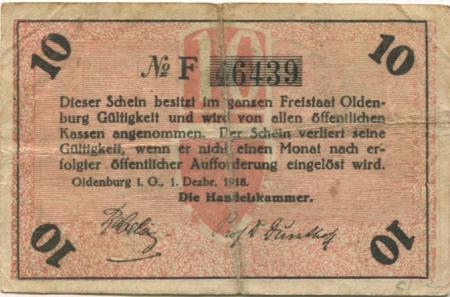 10 10
10
№ F 46439
Dieser Schein besitzt im ganzen Freistaat Olden-
burg Gültigkeit und wird von allen öffentlichen
Kassen angenommen. Der Schein verliert seine
Gültigkeit, wenn er nicht einen Monat nach er-
folgter öffentlicher Aufforderung eingelöst wird.
Oldenburg i. O., 1. Dezbr. 1918.
Die Handelskammer.
10 10